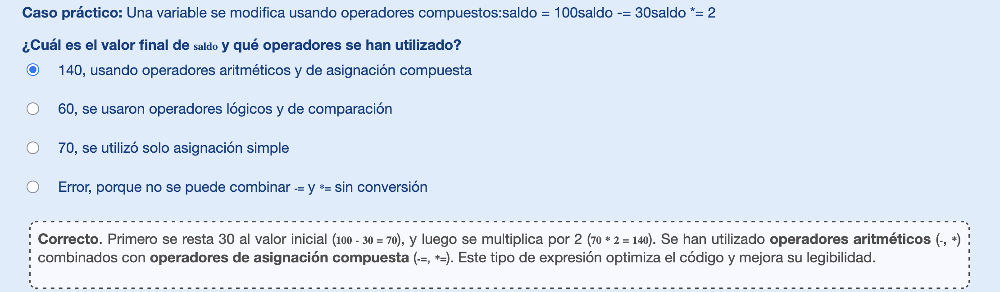 Caso práctico: Una variable se modifica usando operadores compuestos:saldo = 100saldo -= 30saldo *= 2
¿Cuál es el valor final de saldo y qué operadores se han utilizado?
140, usando operadores aritméticos y de asignación compuesta
60, se usaron operadores lógicos y de comparación
70, se utilizó solo asignación simple
Error, porque no se puede combinar -= y *= sin conversión
Correcto. Primero se resta 30 al valor inicial (100 - 30 = 70), y luego se multiplica por 2 (70 * 2 = 140). Se han utilizado operadores aritméticos (-, *)
combinados con operadores de asignación compuesta (-=, *=). Este tipo de expresión optimiza el código y mejora su legibilidad.